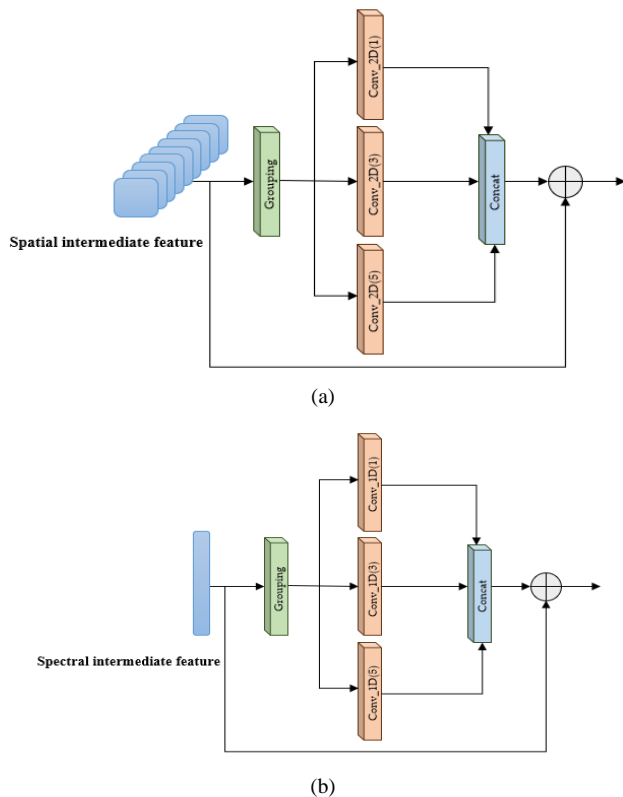 Conv_2D(1)
Grouping
Conv_2D(3)
Concat
Spatial intermediate feature
Conv_2D(5)
(a)
Conv_1D(1)
Grouping
Conv_1D(3)
Concat
Spectral intermediate feature
Conv_1D(5)
(b)